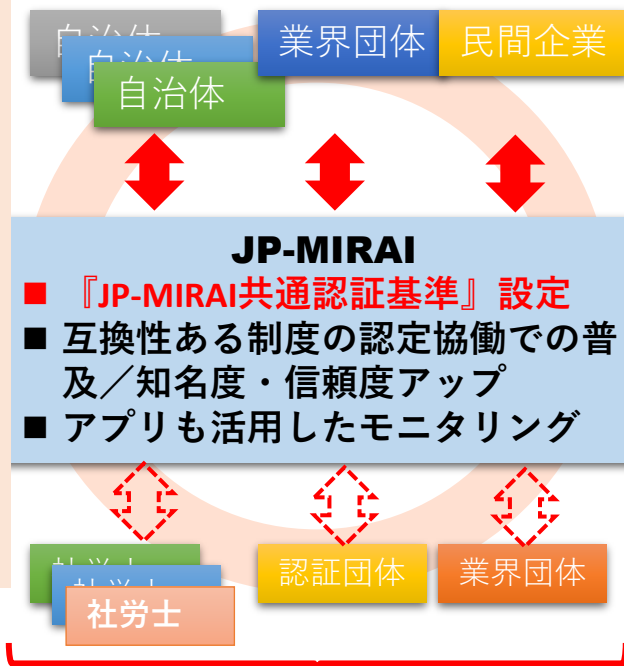 自治体
自治体
自治体
業界団体
民間企業
JP-MIRAI
■ 『JP-MIRAI共通認証基準』設定
■ 互換性ある制度の認定協働での普
及／知名度・信頼度アップ
■ アプリも活用したモニタリング
社労士
社労士
社労士
認証団体
業界団体